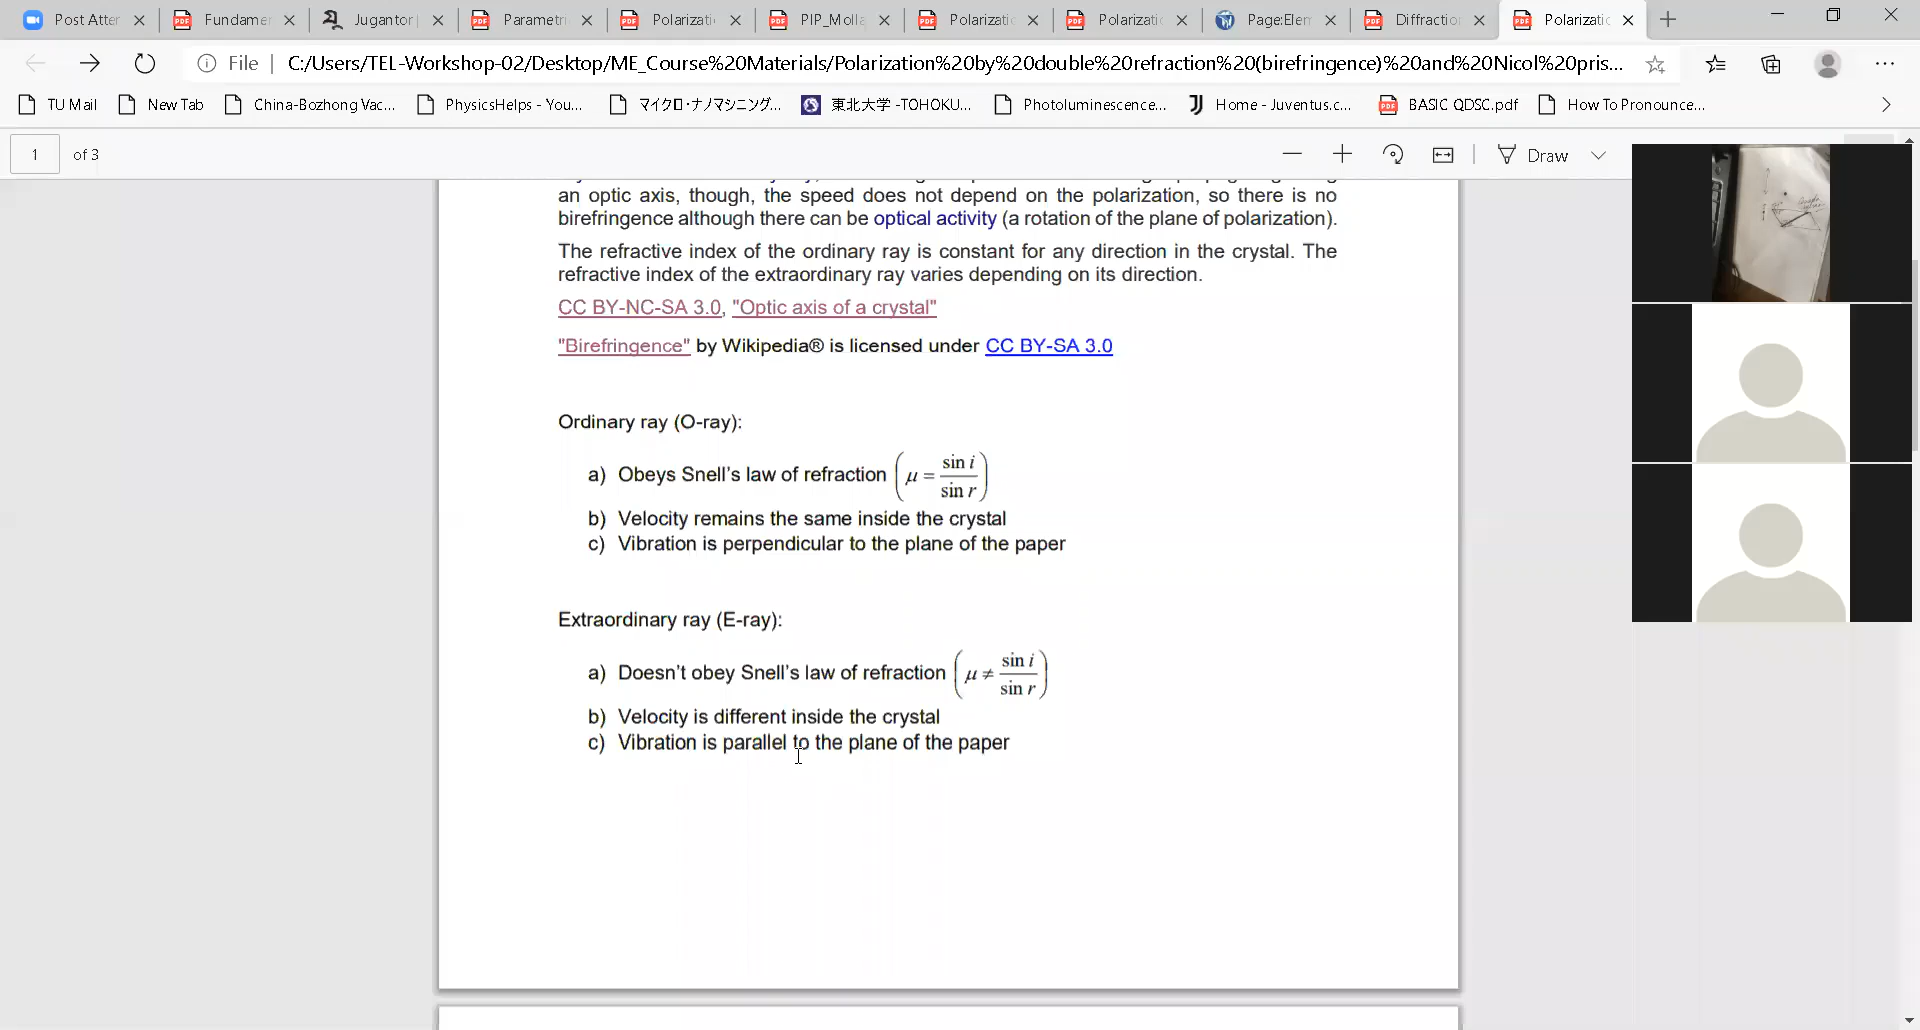 Post Atter
Fundame
Jugantor
Parametr
Polarizati
PIP_Molla
Polarizatic
Polarizatic
Page:Elem
Diffractio
Polarizatic
File
C:/Users/TEL-Workshop-02/Desktop/ME_Course%20Materials/Polarization%20by%20double%20refraction%20(birefringence)%20and%20Nicol%20pris...
TU Mail
New Tab
China-Bozhong Vac...
PhysicsHelps - You...
マイクロ・ナノマシニング...
東北大学 -TOHOKU...
Photoluminescence...
Home - Juventus.c...
BASIC QDSC.pdf
How To Pronounce...
1 of 3
Draw
an optic axis, though, the speed does not depend on the polarization, so there is no
birefringence although there can be optical activity (a rotation of the plane of polarization).
The refractive index of the ordinary ray is constant for any direction in the crystal. The
refractive index of the extraordinary ray varies depending on its direction.
CC BY-NC-SA 3.0, "Optic axis of a crystal"
"Birefringence" by Wikipedia® is licensed under CC BY-SA 3.0
Ordinary ray (O-ray):
a) Obeys Snell's law of refraction (μ = sin i / sin r)
b) Velocity remains the same inside the crystal
c) Vibration is perpendicular to the plane of the paper
Extraordinary ray (E-ray):
a) Doesn't obey Snell's law of refraction (μ ≠ sin i / sin r)
b) Velocity is different inside the crystal
c) Vibration is parallel to the plane of the paper